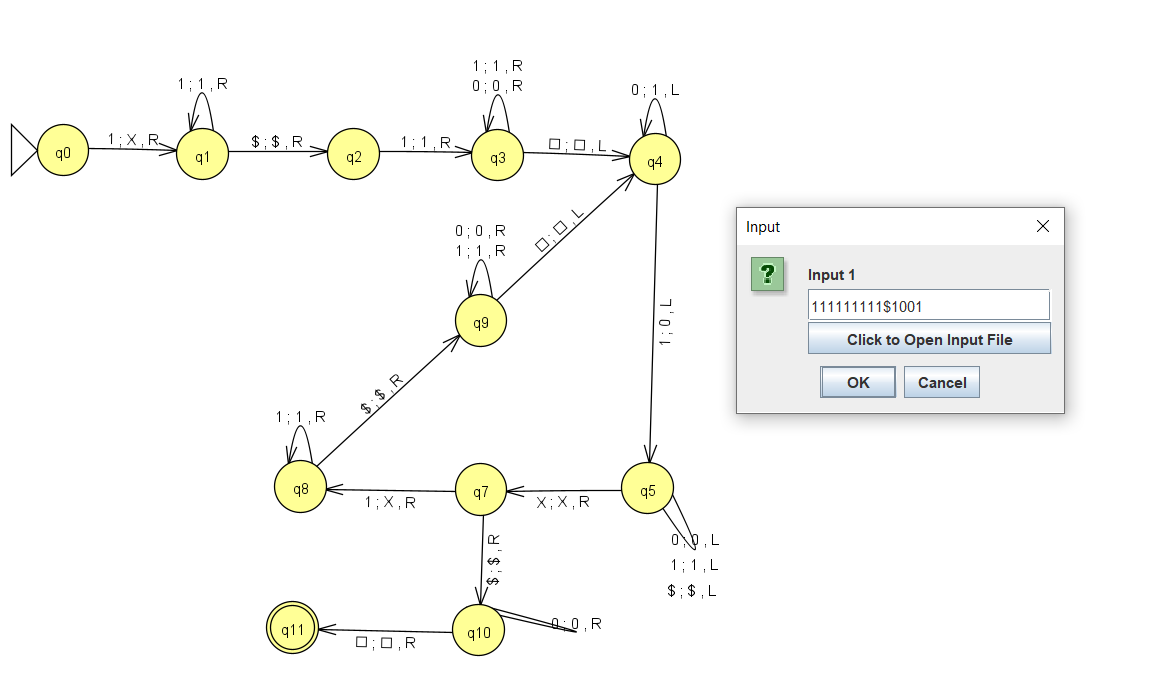 1 ; 1 , R
1 ; 1 , R
0 ; 0 , R
0 ; 1 , L
q0
1 ; X , R
q1
$ ; $ , R
q2
1 ; 1 , R
q3
□ ; □ , L
q4
0 ; 0 , R
1 ; 1 , R
□ ; □ , L
q9
1 ; 0 , L
$ ; $ , R
1 ; 1 , R
q8
1 ; X , R
q7
X ; X , R
q5
0 ; 0 , L
1 ; 1 , L
$ ; $ , L
$ ; $ , R
q11
□ ; □ , R
q10
0 ; 0 , R
Input
?
Input 1
111111111$1001
Click to Open Input File
OK
Cancel